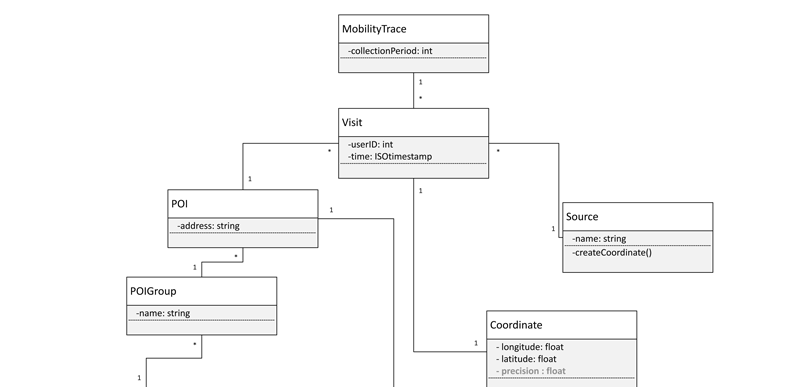 MobilityTrace
-collectionPeriod: int
1
*
Visit
-userID: int
-time: ISOtimestamp
*
*
1
1
POI
-address: string
1
*
1
Source
-name: string
-createCoordinate()
1
POIGroup
-name: string
*
1
Coordinate
- longitude: float
- latitude: float
- precision : float
1